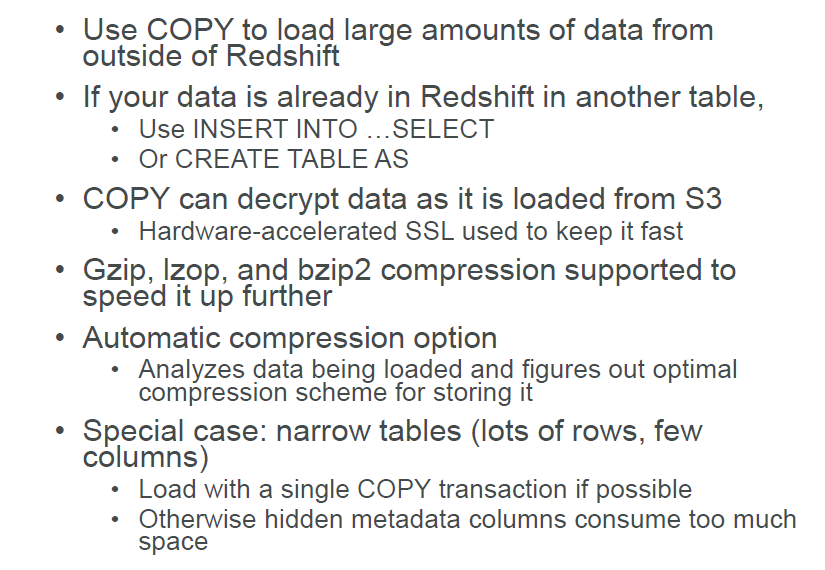 • Use COPY to load large amounts of data from
outside of Redshift
• If your data is already in Redshift in another table,
• Use INSERT INTO …SELECT
• Or CREATE TABLE AS
• COPY can decrypt data as it is loaded from S3
• Hardware-accelerated SSL used to keep it fast
• Gzip, lzop, and bzip2 compression supported to
speed it up further
• Automatic compression option
• Analyzes data being loaded and figures out optimal
compression scheme for storing it
• Special case: narrow tables (lots of rows, few
columns)
• Load with a single COPY transaction if possible
• Otherwise hidden metadata columns consume too much
space